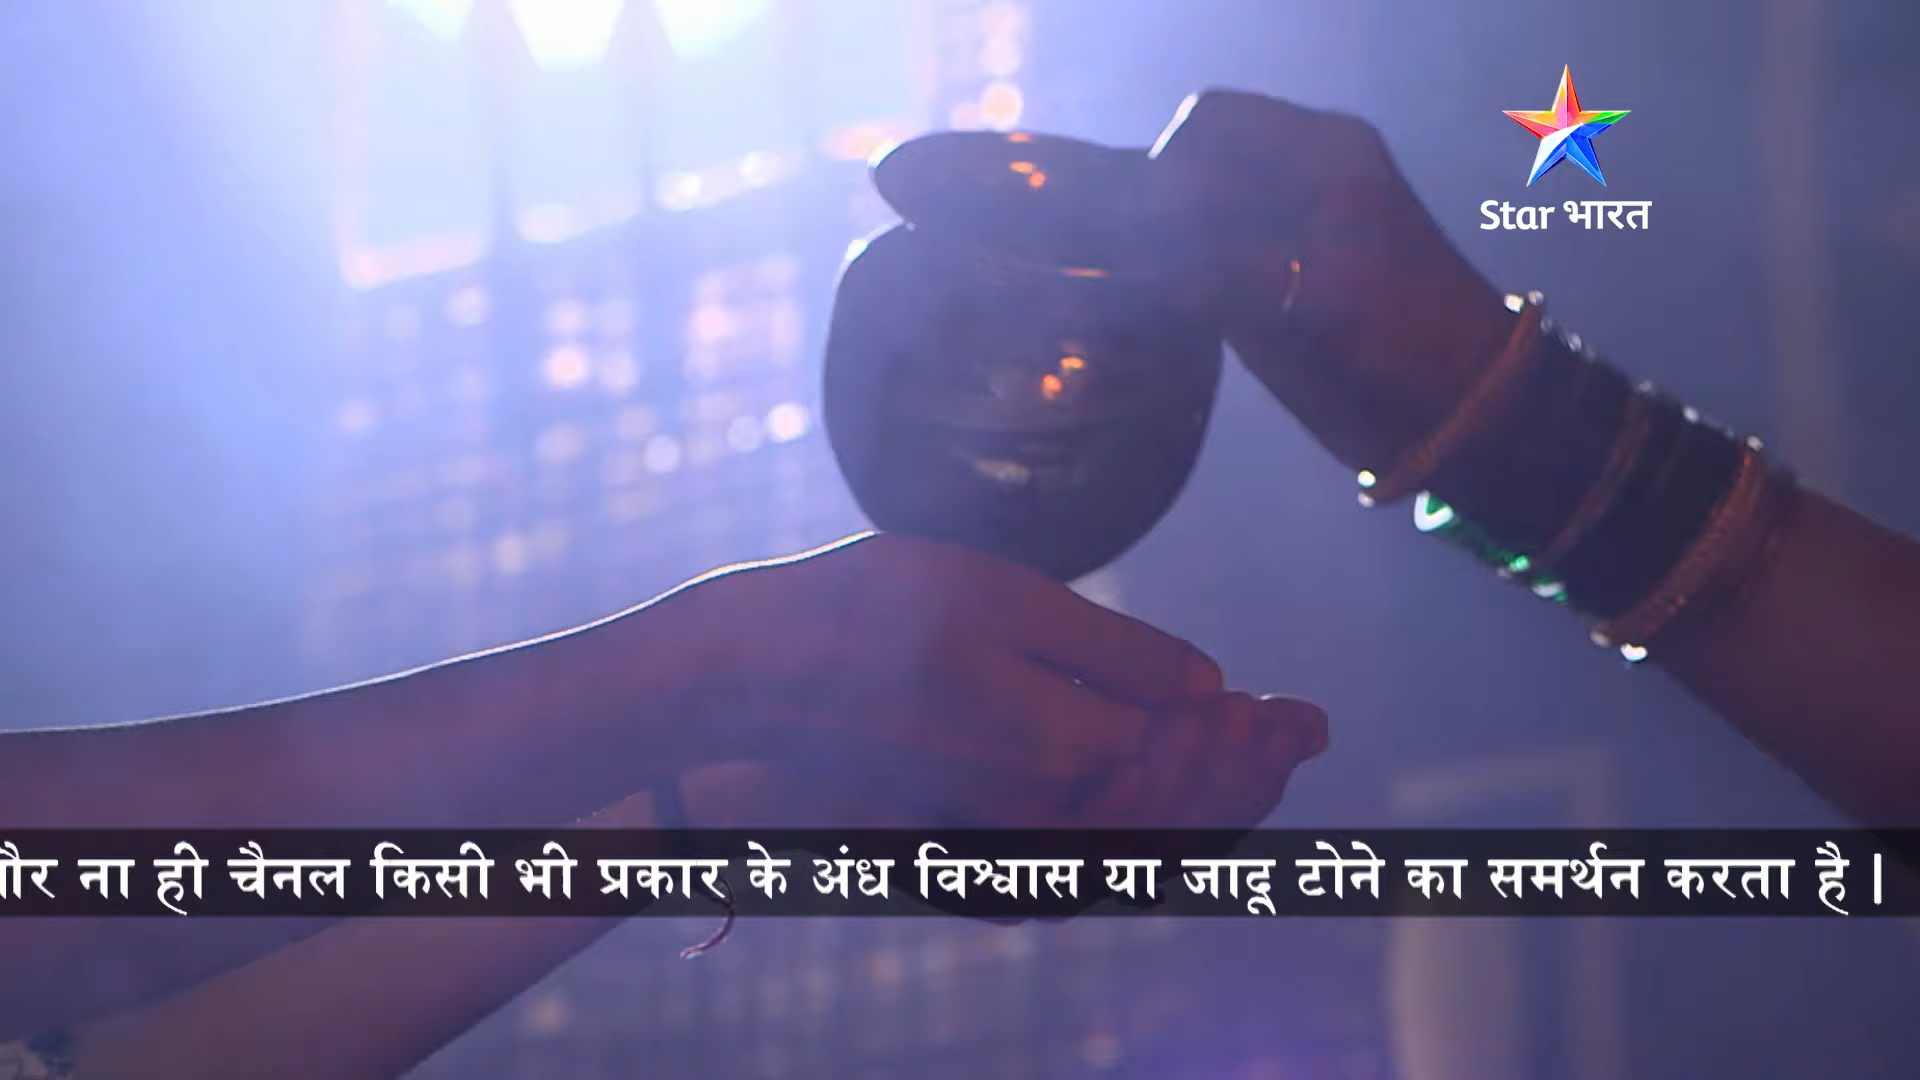 Star भारत
ना ही चैनल किसी भी प्रकार के अंध विश्वास या जादू टोने का समर्थन करता है |